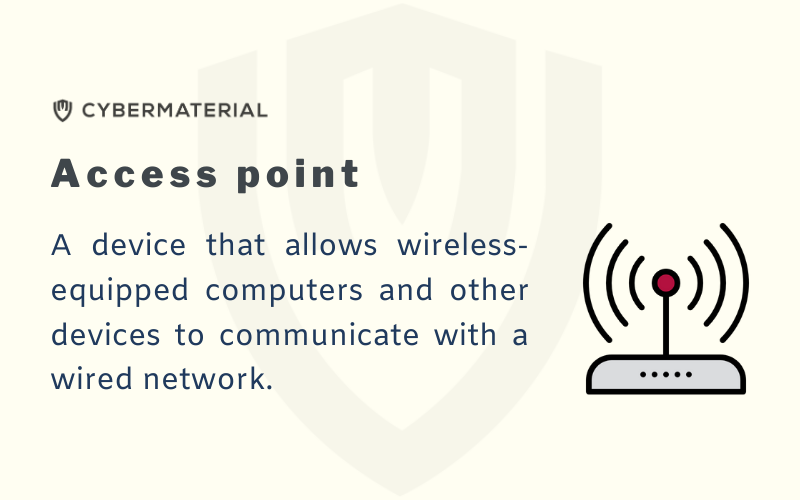 CYBERMATERIAL
Access point
A device that allows wireless-
equipped computers and other
devices to communicate with a
wired network.